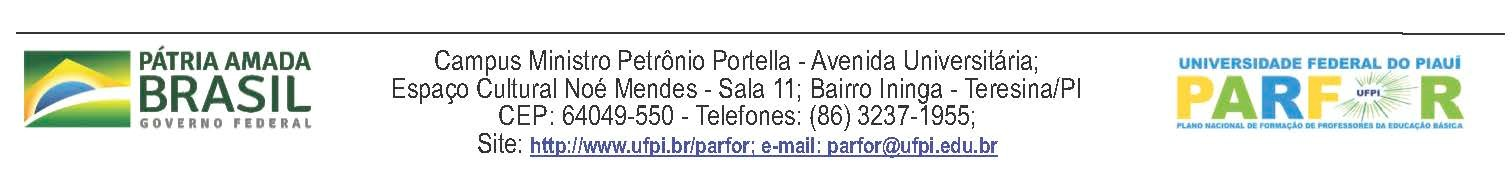 PÁTRIA AMADA
BRASIL
GOVERNO FEDERAL
Campus Ministro Petrônio Portella - Avenida Universitária;
Espaço Cultural Noé Mendes - Sala 11; Bairro Ininga - Teresina/PI
CEP: 64049-550 - Telefones: (86) 3237-1955;
Site: http://www.ufpi.br/parfor; e-mail: parfor@ufpi.edu.br
UNIVERSIDADE FEDERAL DO PIAUÍ
PARF UFPI R
PLANO NACIONAL DE FORMAÇÃO DE PROFESSORES DA EDUCAÇÃO BÁSICA